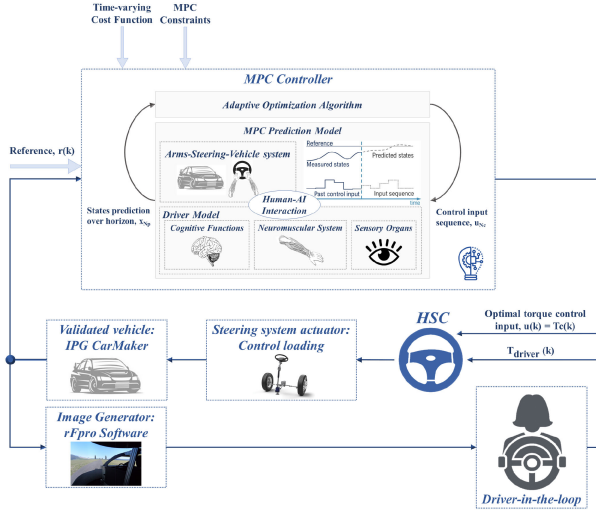 Time-varying
Cost Function
MPC
Constraints
MPC Controller
Adaptive Optimization Algorithm
MPC Prediction Model
Reference, r(k)
Arms-Steering-Vehicle system
Reference
Measured states
Predicted states
Past control input
Input sequence
time
Human-AI
Interaction
States prediction
over horizon, xNp
Driver Model
Cognitive Functions
Neuromuscular System
Sensory Organs
Control input
sequence, uNc
Validated vehicle:
IPG CarMaker
Steering system actuator:
Control loading
HSC
Optimal torque control
input, u(k) = Tc(k)
Tdriver (k)
Image Generator:
rFpro Software
Driver-in-the-loop